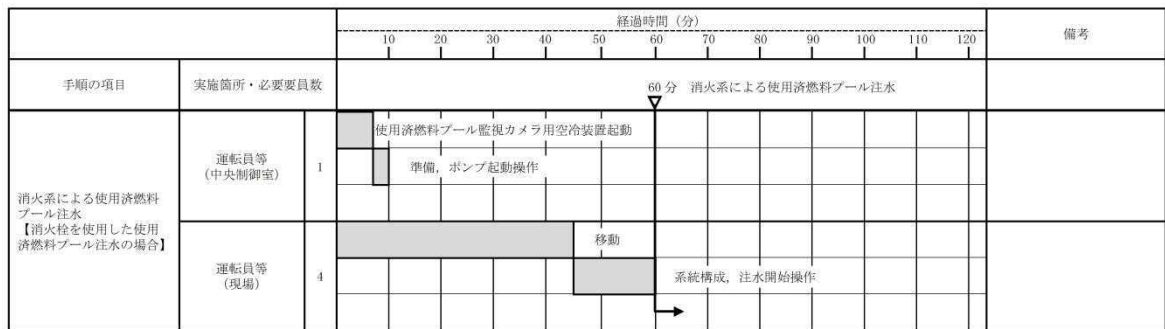 経過時間（分）
備考
10 20 30 40 50 60 70 80 90 100 110 120
手順の項目
実施箇所・必要要員数
60分 消火系による使用済燃料プール注水
使用済燃料プール監視カメラ用空冷装置起動
運転員等
（中央制御室）
1
準備，ポンプ起動操作
消火系による使用済燃料
プール注水
【消火栓を使用した使用
済燃料プール注水の場合】
移動
運転員等
（現場）
4
系統構成，注水開始操作